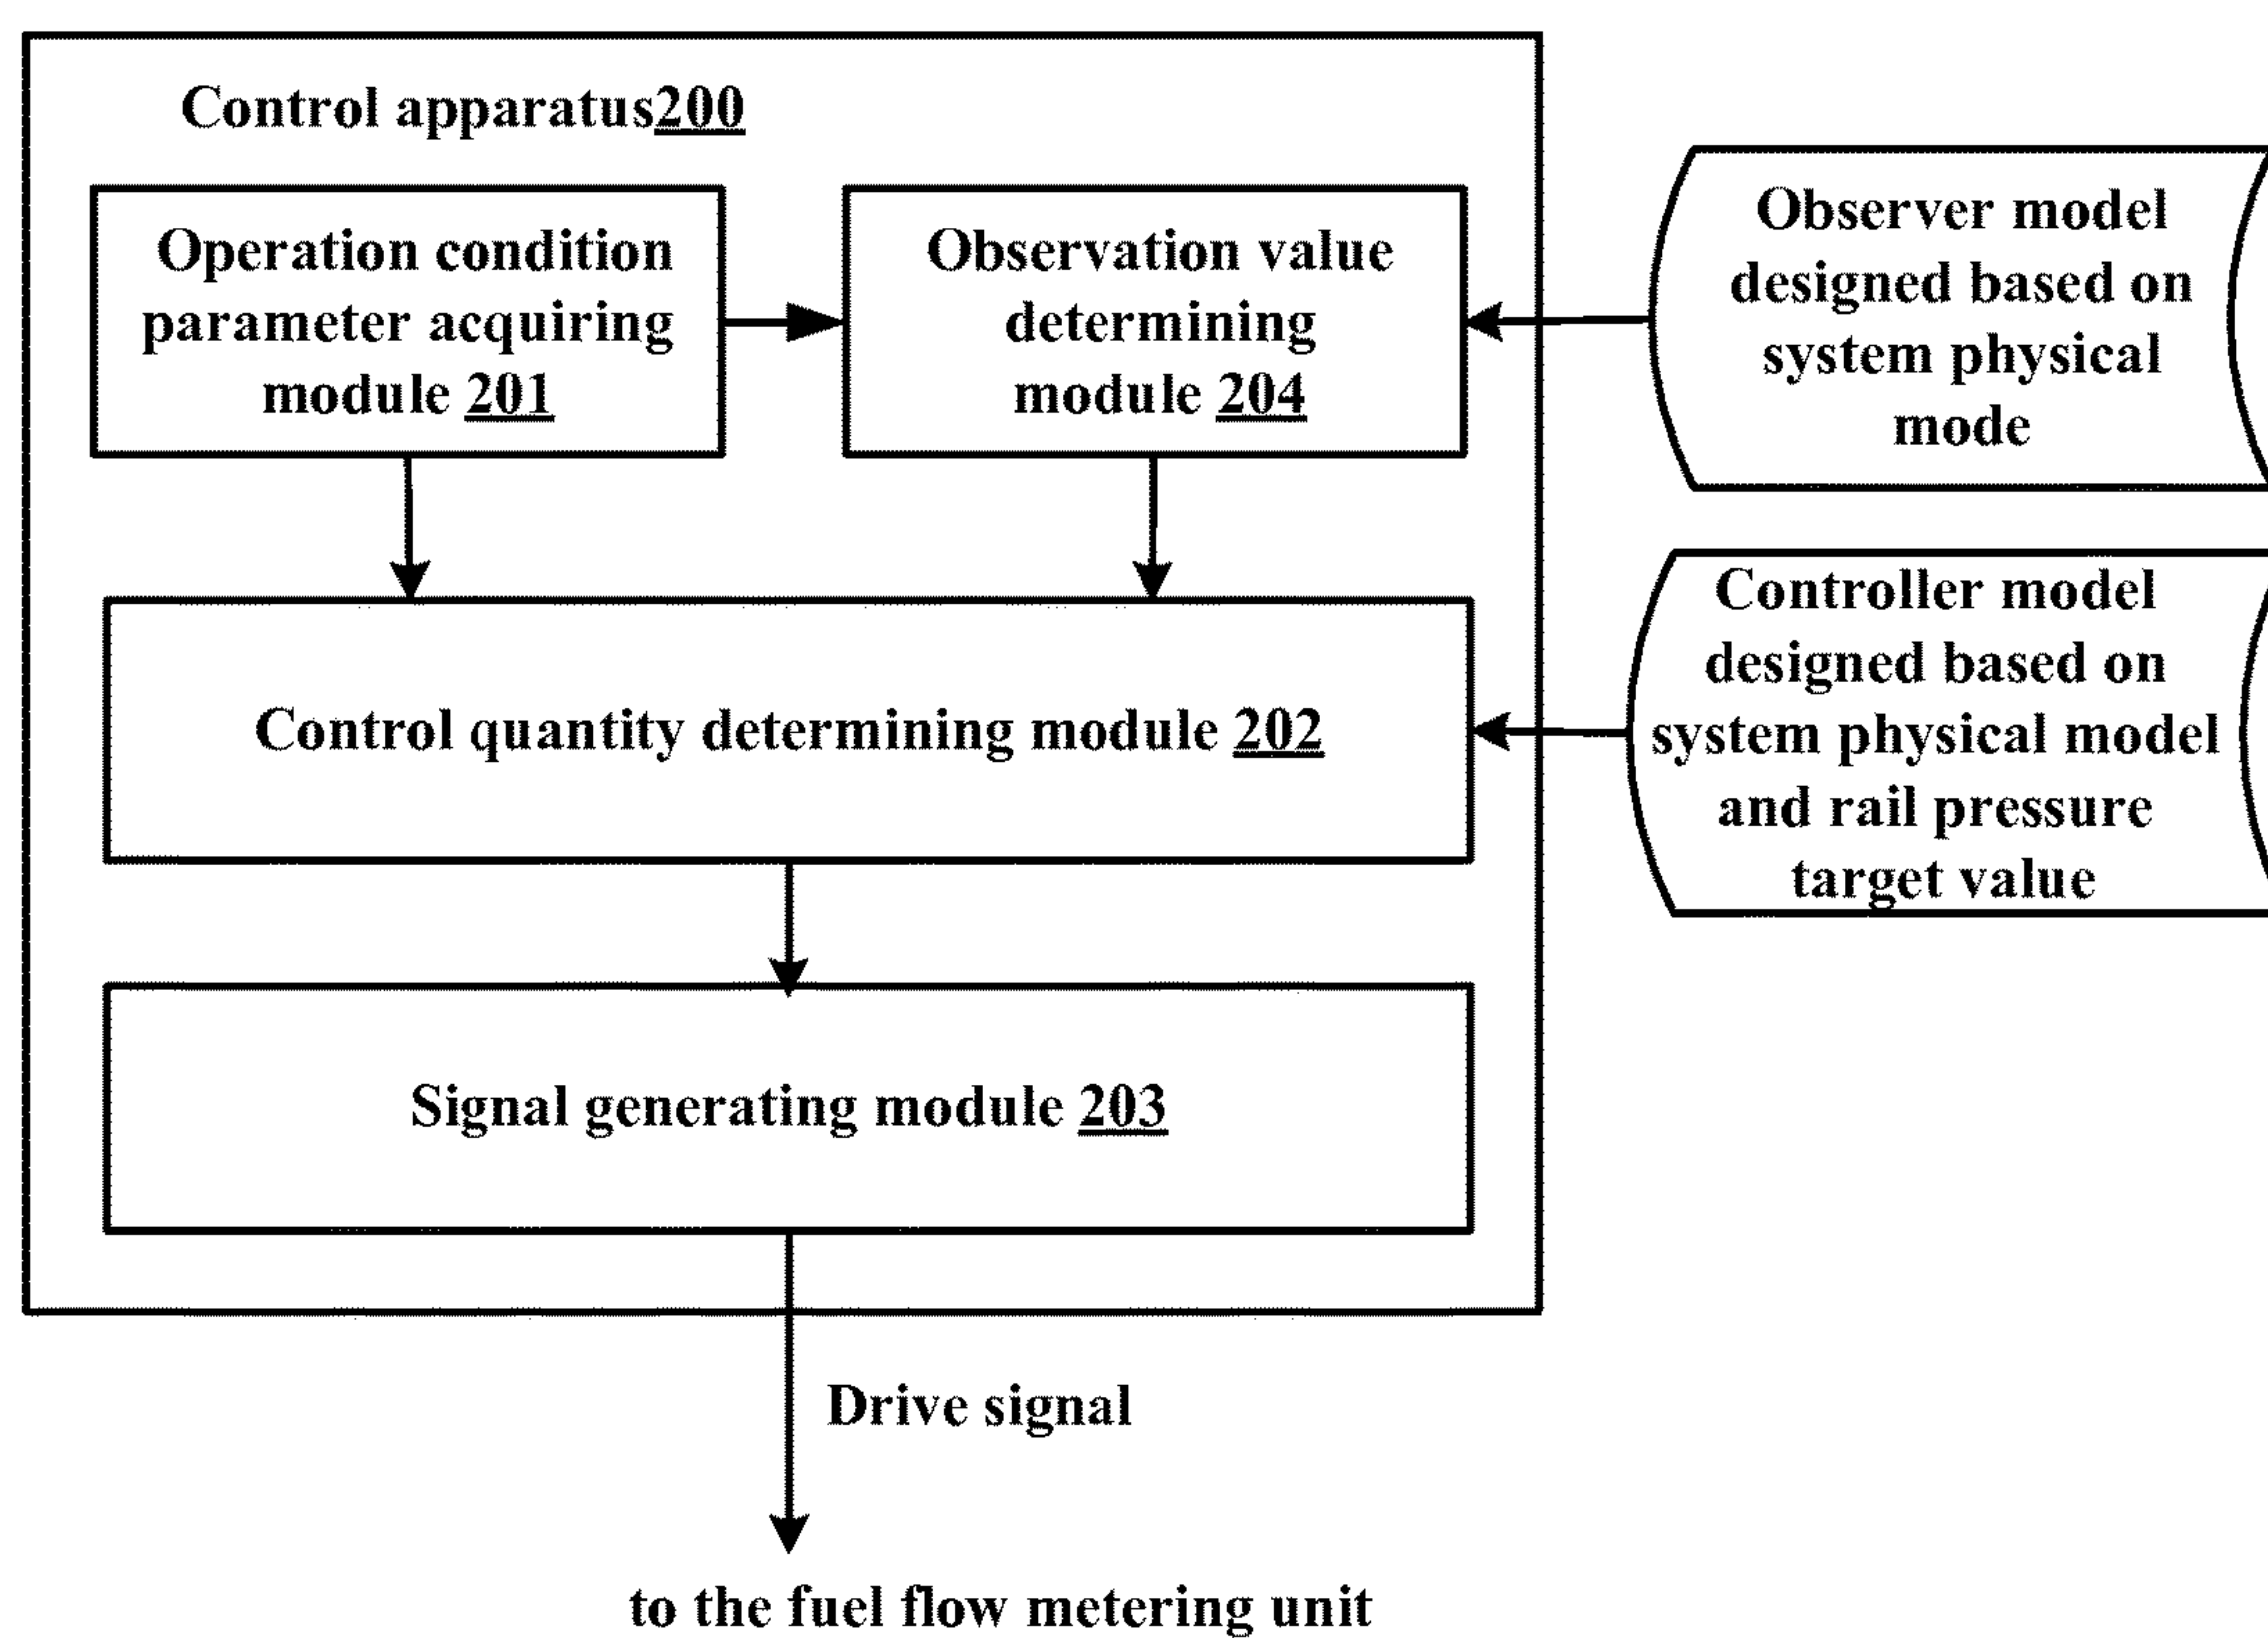 Control apparatus200
Operation condition
parameter acquiring
module 201
Observation value
determining
module 204
Observer model
designed based on
system physical
mode
Control quantity determining module 202
Controller model
designed based on
system physical model
and rail pressure
target value
Signal generating module 203
Drive signal
to the fuel flow metering unit